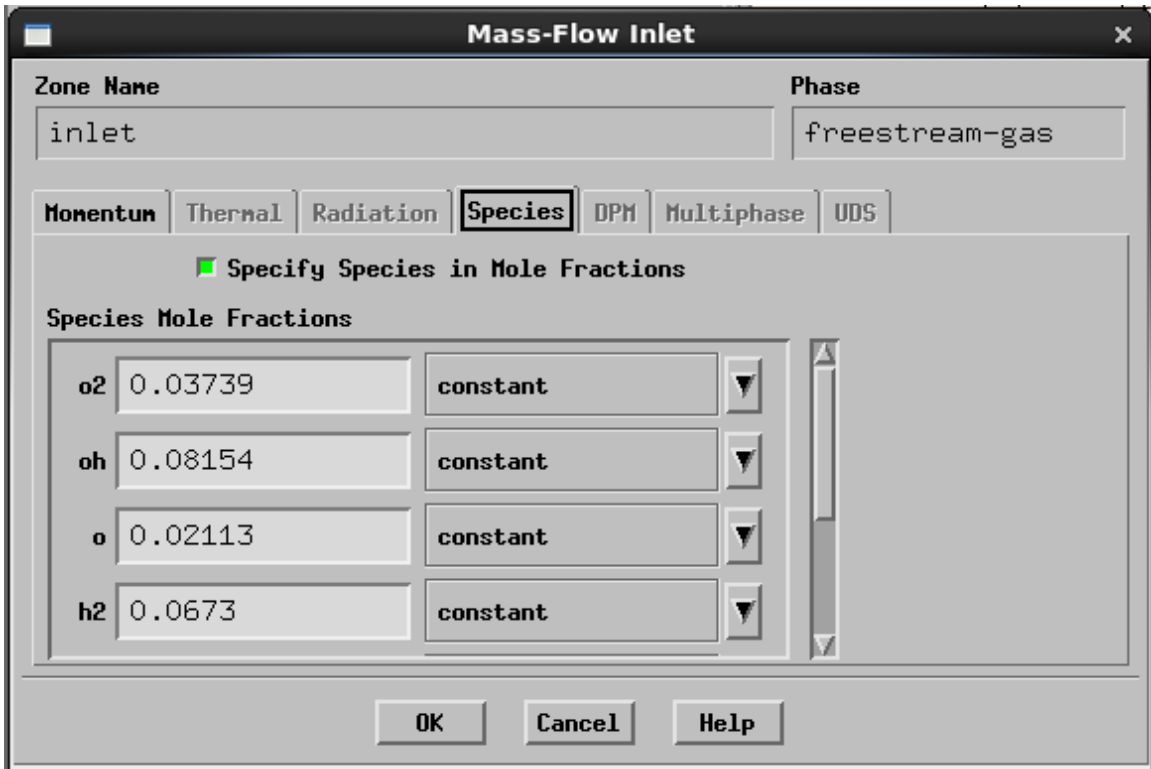 Mass-Flow Inlet
Zone Name Phase
inlet freestream-gas
Momentum Thermal Radiation Species DPM Multiphase UDS
Specify Species in Mole Fractions
Species Mole Fractions
o2 0.03739 constant
oh 0.08154 constant
o 0.02113 constant
h2 0.0673 constant
OK Cancel Help